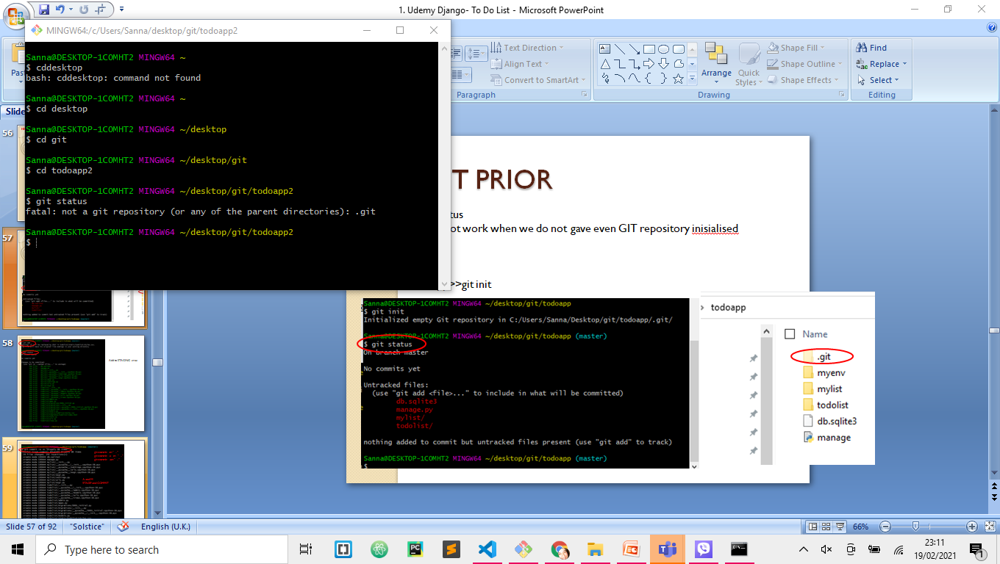 1. Udemy Django- To Do List - Microsoft PowerPoint
MINGW64:/c/Users/Sanna/desktop/git/todoapp2
Sanna@DESKTOP-1COMHT2 MINGW64 ~
$ cddesktop
bash: cddesktop: command not found
Sanna@DESKTOP-1COMHT2 MINGW64 ~
$ cd desktop
Sanna@DESKTOP-1COMHT2 MINGW64 ~/desktop
$ cd git
Sanna@DESKTOP-1COMHT2 MINGW64 ~/desktop/git
$ cd todoapp2
Sanna@DESKTOP-1COMHT2 MINGW64 ~/desktop/git/todoapp2
$ git status
fatal: not a git repository (or any of the parent directories): .git
Sanna@DESKTOP-1COMHT2 MINGW64 ~/desktop/git/todoapp2
$
Past
Text Direction
Align Text
Convert to SmartArt
Paragraph
Arrange
Quick
Styles
Shape Fill
Shape Outline
Shape Effects
Drawing
Find
Replace
Select
Editing
Slide
56
57
58
59
T PRIOR
tus
ot work when we do not gave even GIT repository inisialised
>>git init
Sanna@DESKTOP-1COMHT2 MINGW64 ~/desktop/git/todoapp
$ git init
Initialized empty Git repository in C:/Users/Sanna/Desktop/git/todoapp/.git/
Sanna@DESKTOP-1COMHT2 MINGW64 ~/desktop/git/todoapp (master)
$ git status
On branch master
No commits yet
Untracked files:
(use "git add <file>..." to include in what will be committed)
db.sqlite3
manage.py
mylist/
todolist/
nothing added to commit but untracked files present (use "git add" to track)
Sanna@DESKTOP-1COMHT2 MINGW64 ~/desktop/git/todoapp (master)
$
todoapp
Name
.git
myenv
mylist
todolist
db.sqlite3
manage
Slide 57 of 92
"Solstice"
English (U.K.)
66%
Type here to search
23:11
19/02/2021
1